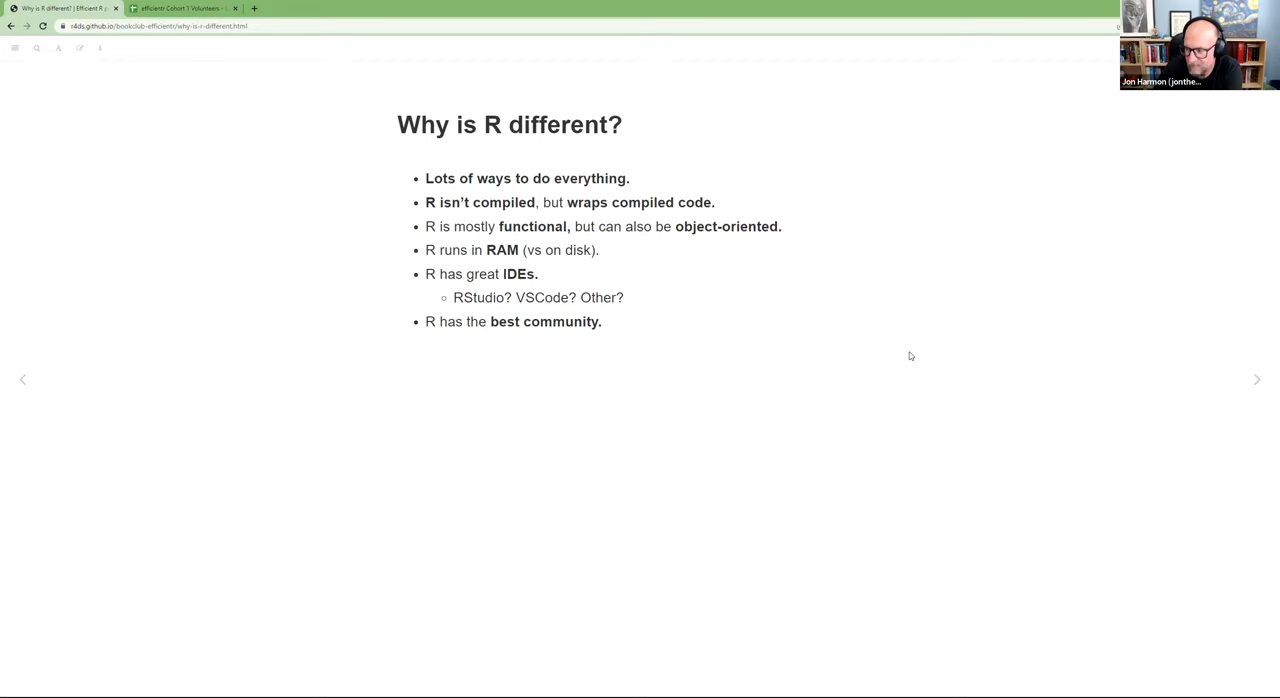 Why is R different? | Efficient R p
efficientr Cohort 1 Volunteers -
r4ds.github.io/bookclub-efficientr/why-is-r-different.html
A
i
Jon Harmon (jonthe...
Why is R different?
• Lots of ways to do everything.
• R isn’t compiled, but wraps compiled code.
• R is mostly functional, but can also be object-oriented.
• R runs in RAM (vs on disk).
• R has great IDEs.
◦ RStudio? VSCode? Other?
• R has the best community.